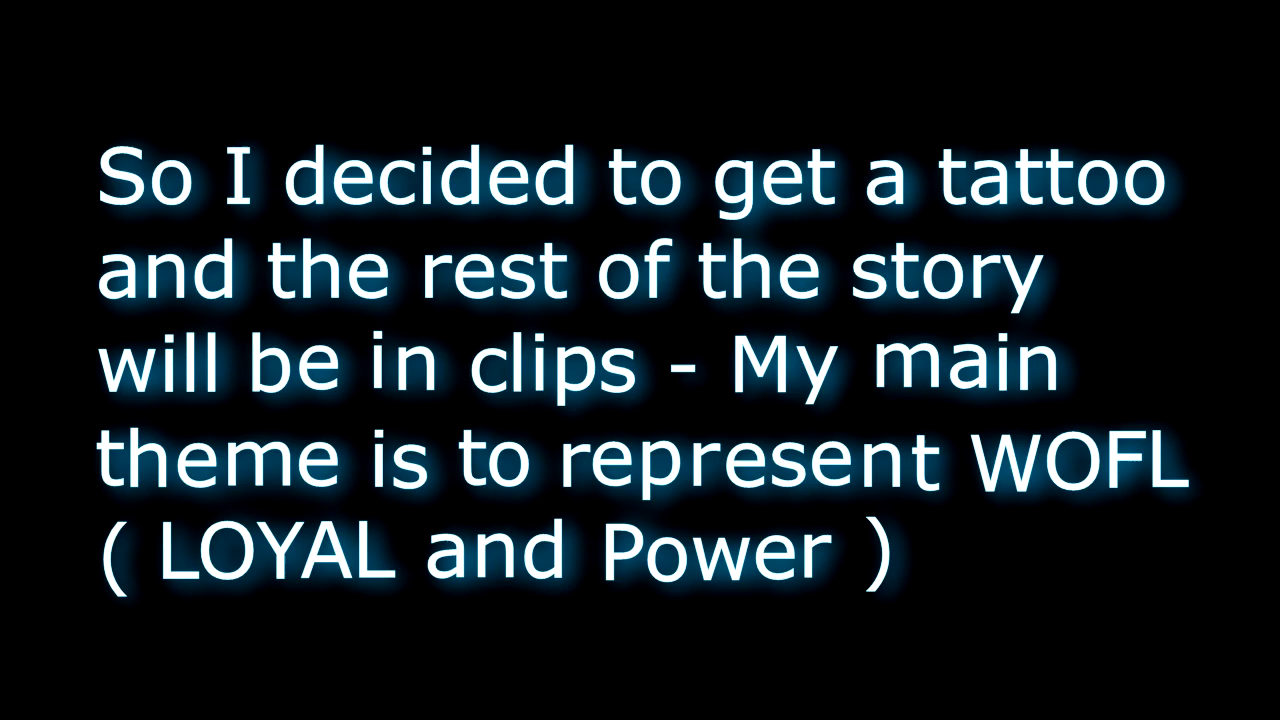 So I decided to get a tattoo
and the rest of the story
will be in clips - My main
theme is to represent WOFL
( LOYAL and Power )